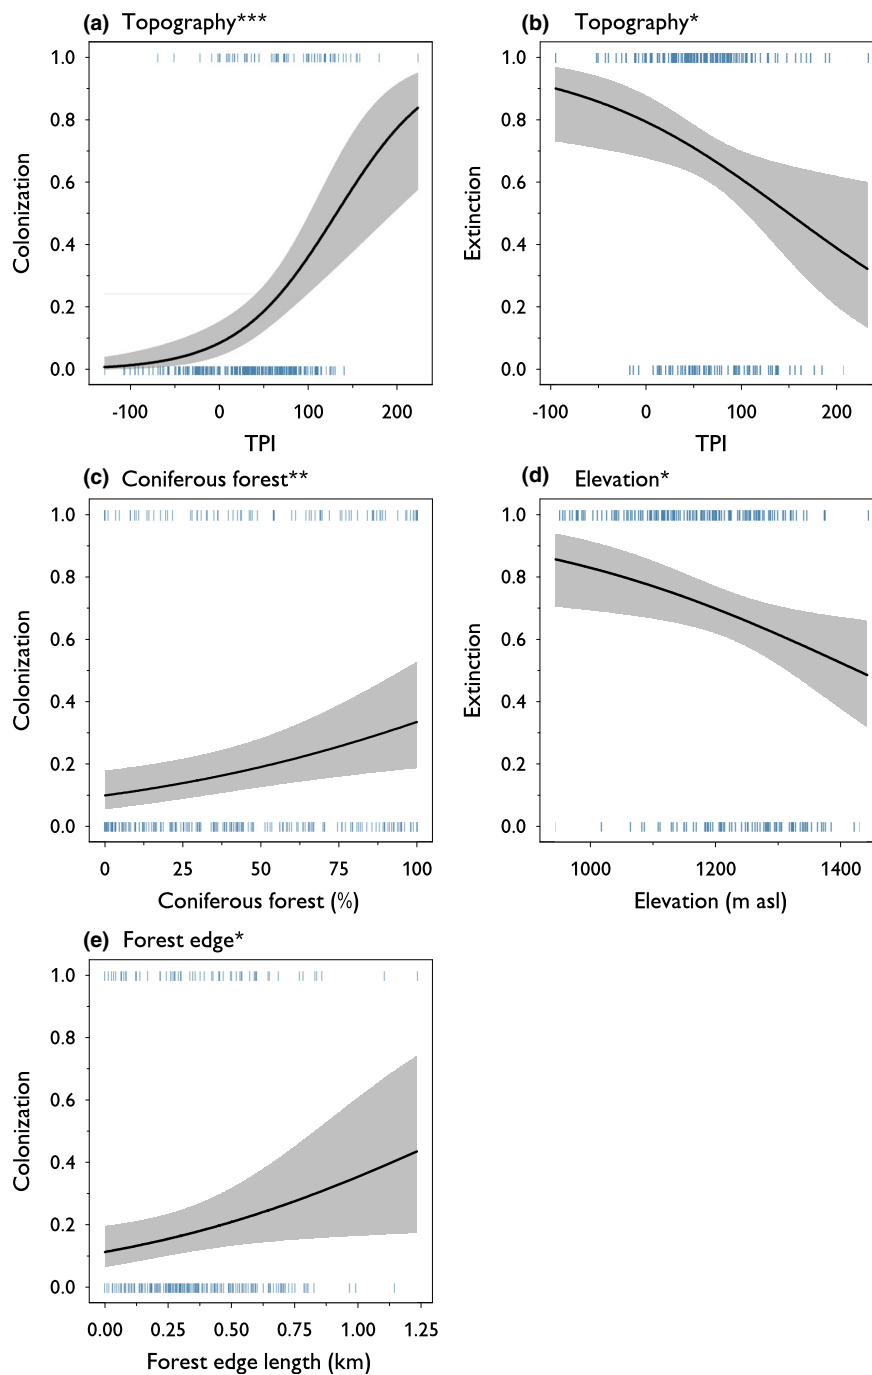 (a) Topography***
(b) Topography*
1.0
0.8
0.6
0.4
0.2
0.0
Colonization
-100 0 100 200
TPI
1.0
0.8
0.6
0.4
0.2
0.0
Extinction
-100 0 100 200
TPI
(c) Coniferous forest**
(d) Elevation*
1.0
0.8
0.6
0.4
0.2
0.0
Colonization
0 25 50 75 100
Coniferous forest (%)
1.0
0.8
0.6
0.4
0.2
0.0
Extinction
1000 1200 1400
Elevation (m asl)
(e) Forest edge*
1.0
0.8
0.6
0.4
0.2
0.0
Colonization
0.00 0.25 0.50 0.75 1.00 1.25
Forest edge length (km)